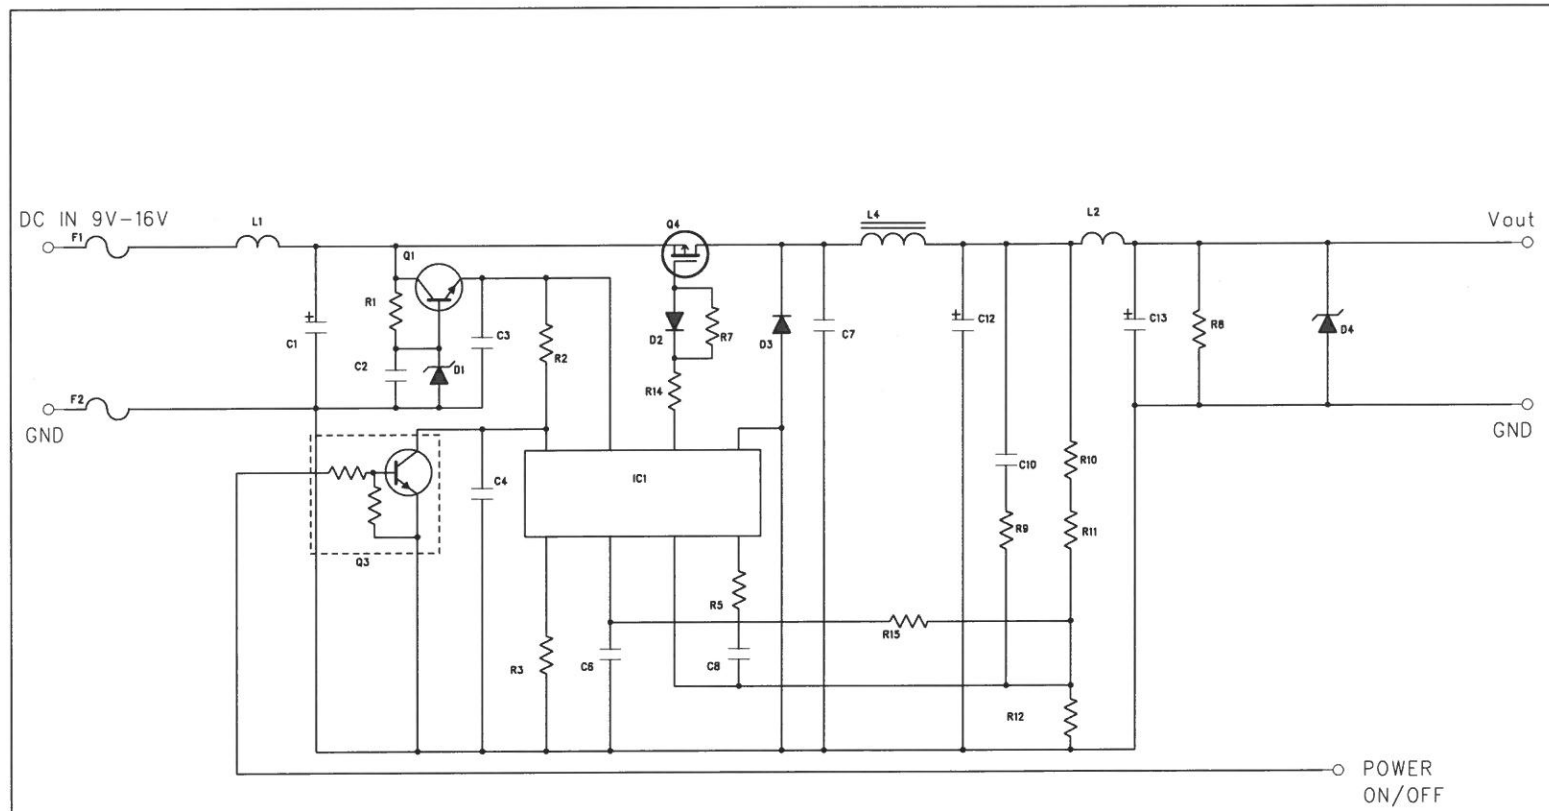 DC IN 9V-16V
F1
L1
Q1
R1
C1
C2
D1
C3
R2
Q4
D2
R7
R14
D3
C7
L4
C12
L2
C13
R8
D4
Vout
F2
GND
GND
Q3
C4
IC1
C10
R10
R9
R11
R5
R15
R3
C6
C8
R12
POWER
ON/OFF